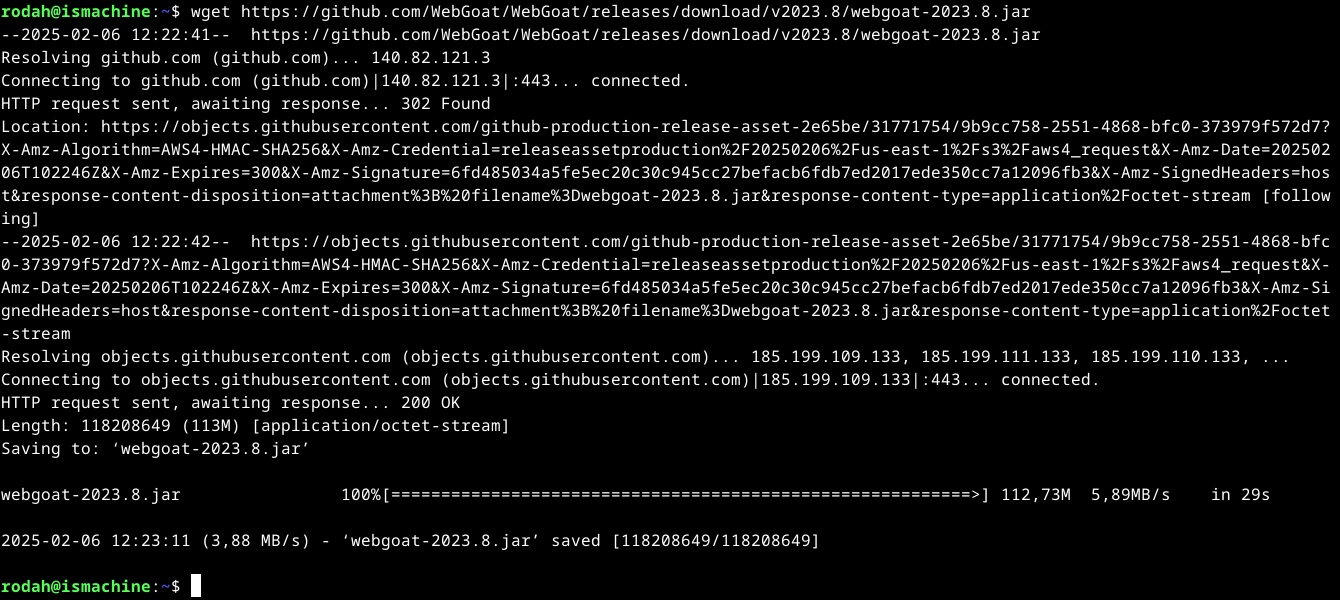 rodah@ismachine:~$ wget https://github.com/WebGoat/WebGoat/releases/download/v2023.8/webgoat-2023.8.jar
--2025-02-06 12:22:41--  https://github.com/WebGoat/WebGoat/releases/download/v2023.8/webgoat-2023.8.jar
Resolving github.com (github.com)... 140.82.121.3
Connecting to github.com (github.com)|140.82.121.3|:443... connected.
HTTP request sent, awaiting response... 302 Found
Location: https://objects.githubusercontent.com/github-production-release-asset-2e65be/31771754/9b9cc758-2551-4868-bfc0-373979f572d7?
X-Amz-Algorithm=AWS4-HMAC-SHA256&X-Amz-Credential=releaseassetproduction%2F20250206%2Fus-east-1%2Fs3%2Faws4_request&X-Amz-Date=202502
06T102246Z&X-Amz-Expires=300&X-Amz-Signature=6fd485034a5fe5ec20c30c945cc27befacb6fdb7ed2017ede350cc7a12096fb3&X-Amz-SignedHeaders=hos
t&response-content-disposition=attachment%3B%20filename%3Dwebgoat-2023.8.jar&response-content-type=application%2Foctet-stream [follow
ing]
--2025-02-06 12:22:42--  https://objects.githubusercontent.com/github-production-release-asset-2e65be/31771754/9b9cc758-2551-4868-bfc
0-373979f572d7?X-Amz-Algorithm=AWS4-HMAC-SHA256&X-Amz-Credential=releaseassetproduction%2F20250206%2Fus-east-1%2Fs3%2Faws4_request&X-
Amz-Date=20250206T102246Z&X-Amz-Expires=300&X-Amz-Signature=6fd485034a5fe5ec20c30c945cc27befacb6fdb7ed2017ede350cc7a12096fb3&X-Amz-Si
gnedHeaders=host&response-content-disposition=attachment%3B%20filename%3Dwebgoat-2023.8.jar&response-content-type=application%2Foctet
-stream
Resolving objects.githubusercontent.com (objects.githubusercontent.com)... 185.199.109.133, 185.199.111.133, 185.199.110.133, ...
Connecting to objects.githubusercontent.com (objects.githubusercontent.com)|185.199.109.133|:443... connected.
HTTP request sent, awaiting response... 200 OK
Length: 118208649 (113M) [application/octet-stream]
Saving to: ‘webgoat-2023.8.jar’
webgoat-2023.8.jar                100%[==========================================================>] 112,73M  5,89MB/s    in 29s
2025-02-06 12:23:11 (3,88 MB/s) - ‘webgoat-2023.8.jar’ saved [118208649/118208649]
rodah@ismachine:~$